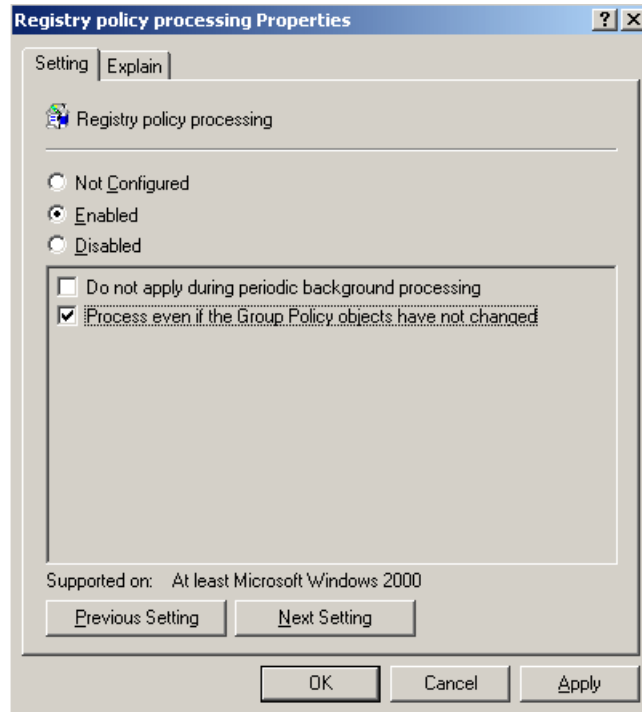 Registry policy processing Properties
Setting Explain
Registry policy processing
Not Configured
Enabled
Disabled
Do not apply during periodic background processing
Process even if the Group Policy objects have not changed
Supported on: At least Microsoft Windows 2000
Previous Setting Next Setting
OK Cancel Apply